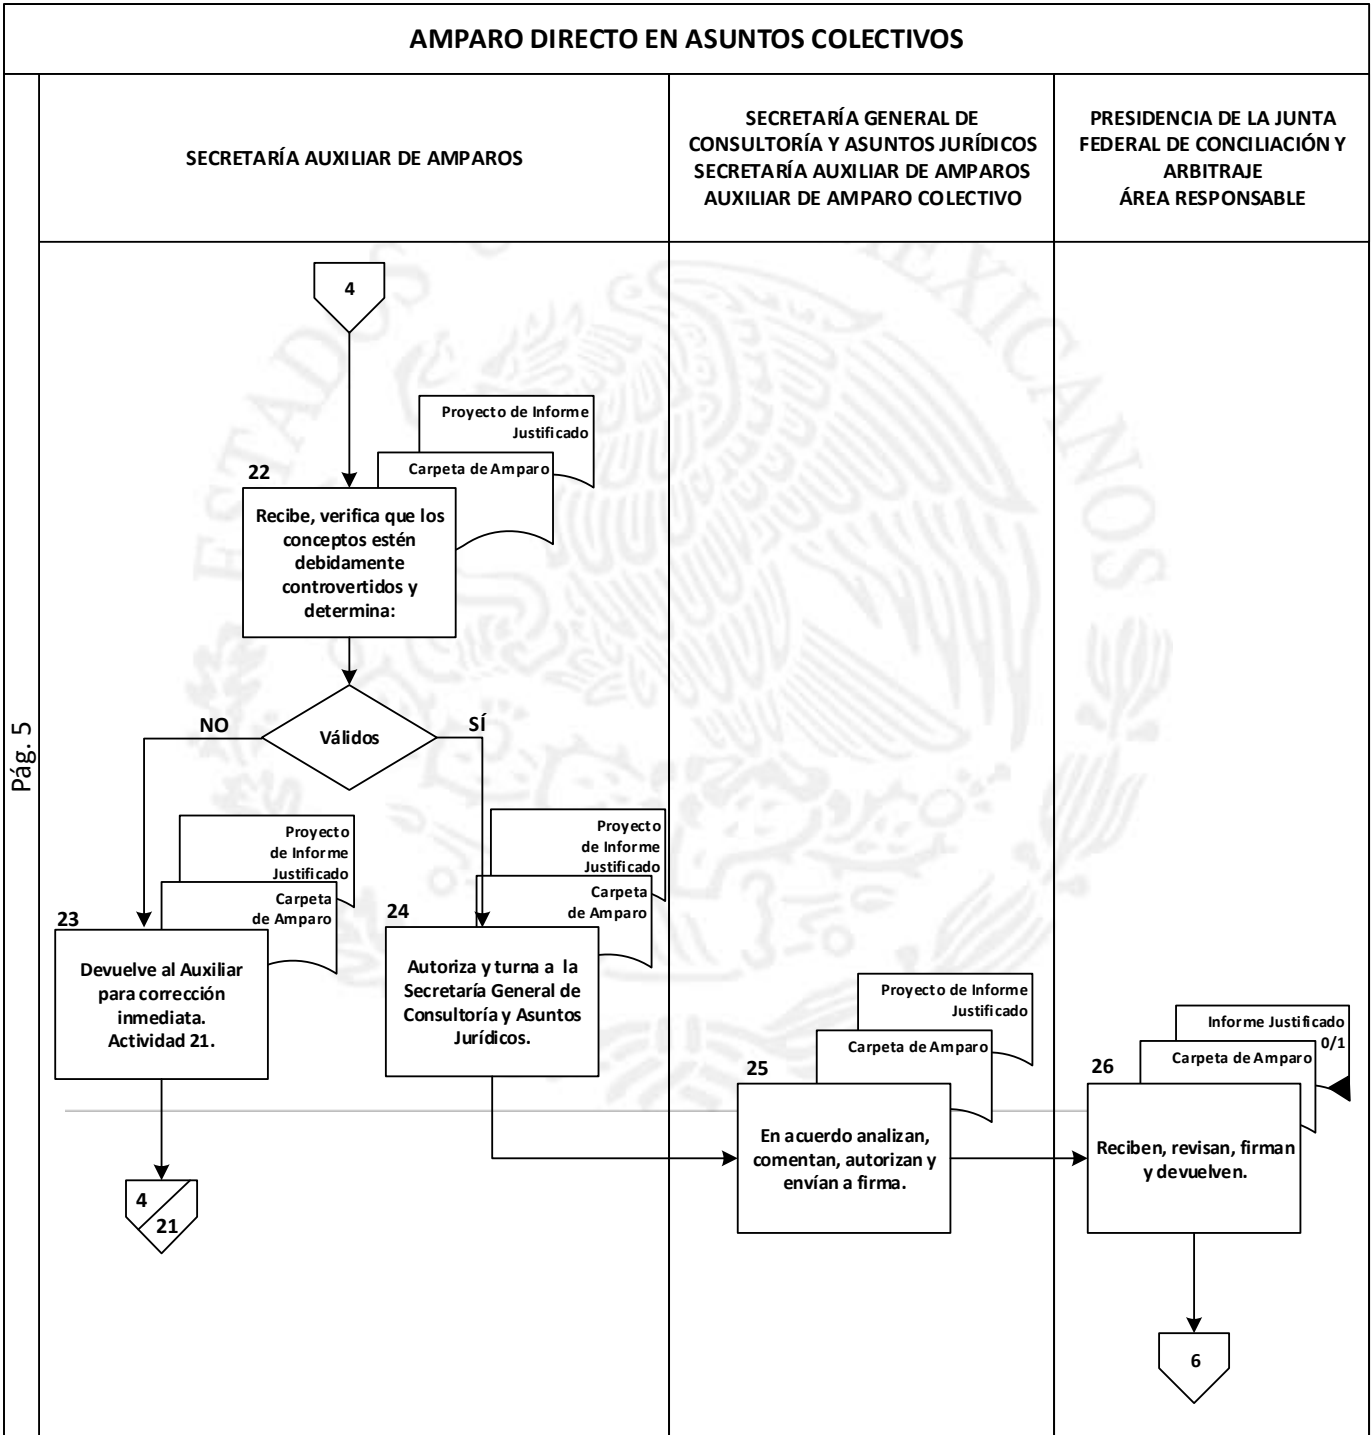 AMPARO DIRECTO EN ASUNTOS COLECTIVOS
Pág. 5
SECRETARÍA AUXILIAR DE AMPAROS
SECRETARÍA GENERAL DE
CONSULTORÍA Y ASUNTOS JURÍDICOS
SECRETARÍA AUXILIAR DE AMPAROS
AUXILIAR DE AMPARO COLECTIVO
PRESIDENCIA DE LA JUNTA
FEDERAL DE CONCILIACIÓN Y
ARBITRAJE
ÁREA RESPONSABLE
ESTADOS
MEXICANOS
4
Proyecto de Informe
Justificado
Carpeta de Amparo
22
Recibe, verifica que los
conceptos estén
debidamente
controvertidos y
determina:
Válidos
NO
SÍ
Proyecto
de Informe
Justificado
Carpeta
de Amparo
23
Devuelve al Auxiliar
para corrección
inmediata.
Actividad 21.
4
21
Proyecto
de Informe
Justificado
Carpeta
de Amparo
24
Autoriza y turna a la
Secretaría General de
Consultoría y Asuntos
Jurídicos.
Proyecto de Informe
Justificado
Carpeta de Amparo
25
En acuerdo analizan,
comentan, autorizan y
envían a firma.
Informe Justificado
0/1
Carpeta de Amparo
26
Reciben, revisan, firman
y devuelven.
6